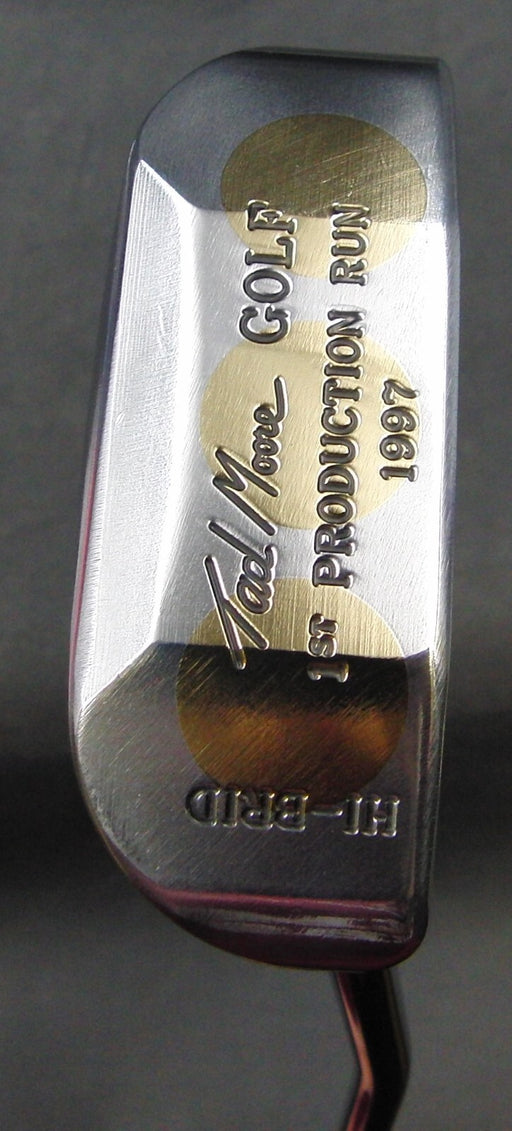 Tad Moore GOLF
1ST PRODUCTION RUN
1997
HI-BRID